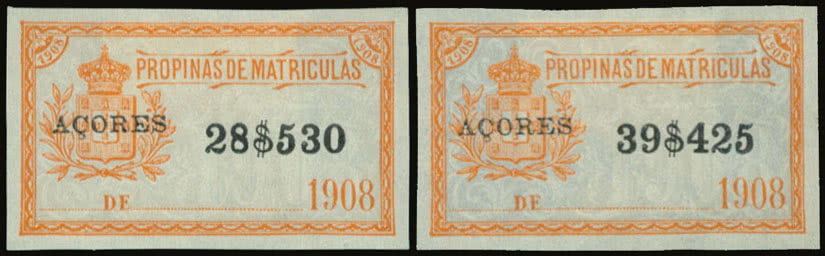 1908 1908
PROPINAS DE MATRICULAS
AÇORES 28$530
DE 1908
1908 1908
PROPINAS DE MATRICULAS
AÇORES 39$425
DE 1908